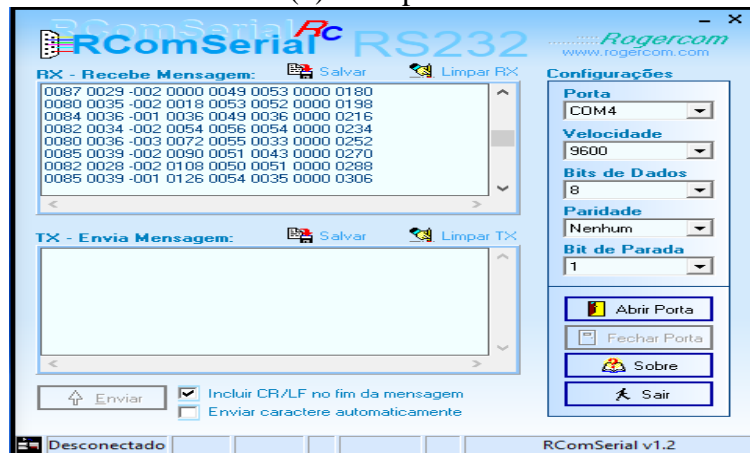 RComSerial Rc RS232
Rogercom
www.rogercom.com
RX - Recebe Mensagem: Salvar Limpar RX
0087 0029 -002 0000 0049 0053 0000 0180
0080 0035 -002 0018 0053 0052 0000 0198
0084 0036 -001 0036 0049 0036 0000 0216
0082 0034 -002 0054 0056 0054 0000 0234
0080 0036 -003 0072 0055 0033 0000 0252
0085 0039 -002 0090 0051 0043 0000 0270
0082 0028 -002 0108 0050 0051 0000 0288
0085 0039 -001 0126 0054 0035 0000 0306
TX - Envia Mensagem: Salvar Limpar TX
Enviar
Incluir CR/LF no fim da mensagem
Enviar caractere automaticamente
Configurações
Porta
COM4
Velocidade
9600
Bits de Dados
8
Paridade
Nenhum
Bit de Parada
1
Abrir Porta
Fechar Porta
Sobre
Sair
Desconectado
RComSerial v1.2